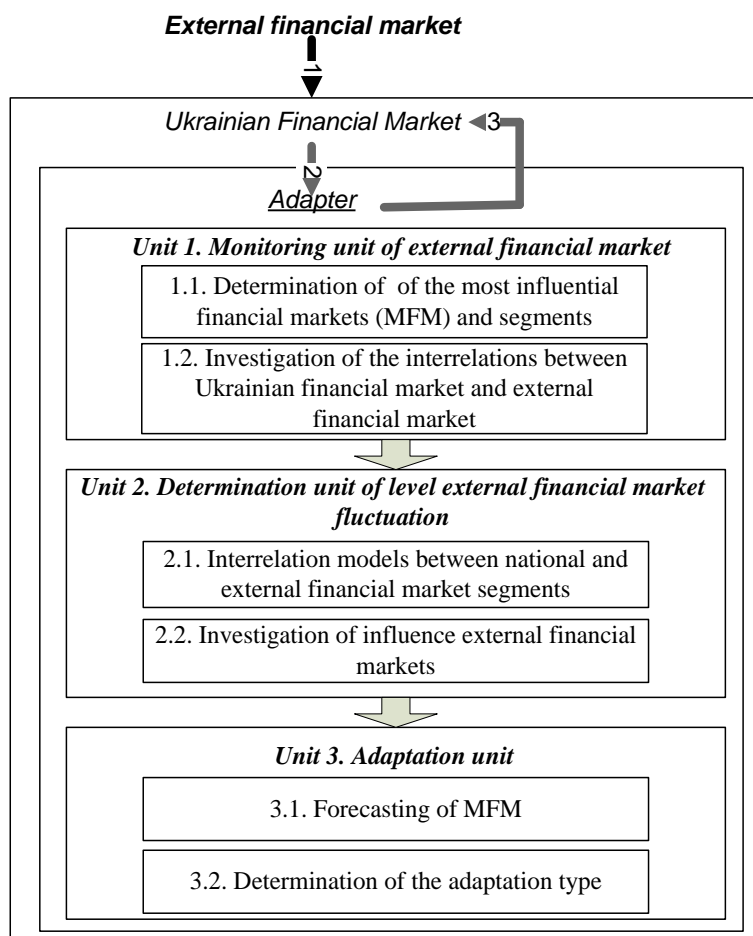 External financial market
1
Ukrainian Financial Market
3
2
Adapter
Unit 1. Monitoring unit of external financial market
1.1. Determination of of the most influential
financial markets (MFM) and segments
1.2. Investigation of the interrelations between
Ukrainian financial market and external
financial market
Unit 2. Determination unit of level external financial market
fluctuation
2.1. Interrelation models between national and
external financial market segments
2.2. Investigation of influence external financial
markets
Unit 3. Adaptation unit
3.1. Forecasting of MFM
3.2. Determination of the adaptation type